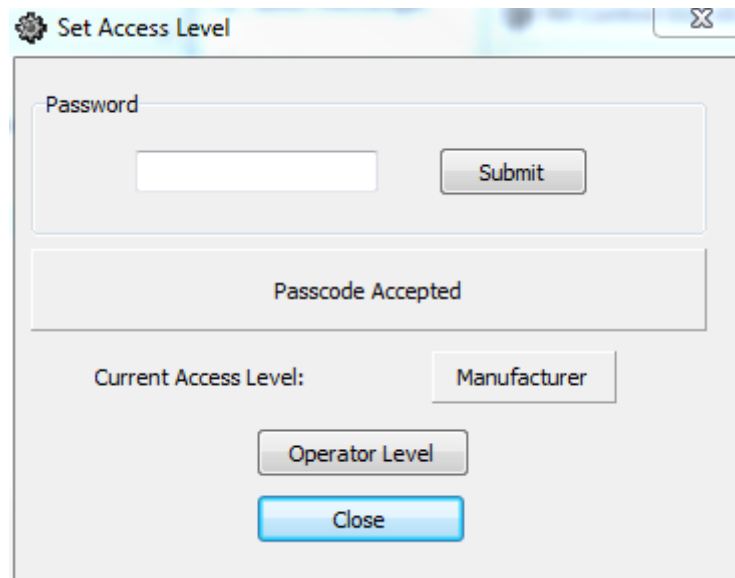 Set Access Level
Password
Submit
Passcode Accepted
Current Access Level: Manufacturer
Operator Level
Close